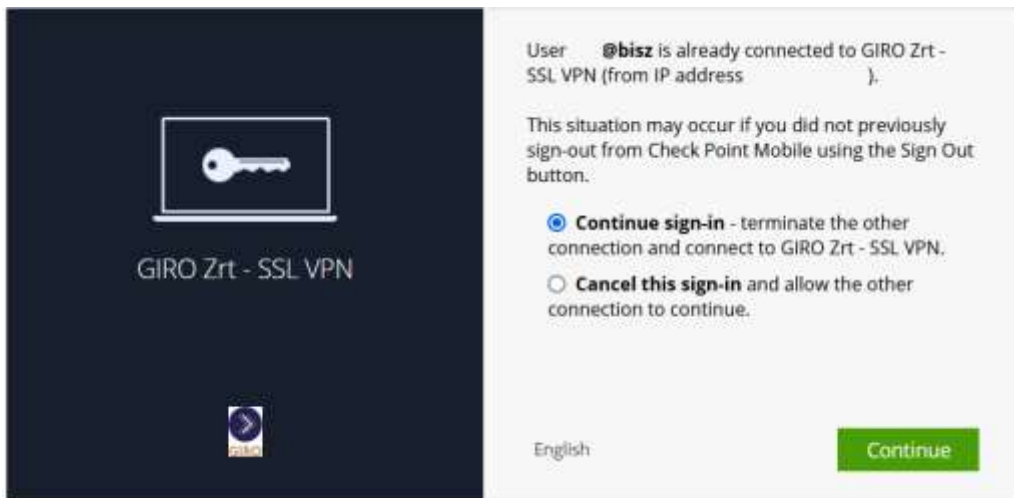 GIRO Zrt - SSL VPN
GIRO
User @bisz is already connected to GIRO Zrt -
SSL VPN (from IP address ).
This situation may occur if you did not previously
sign-out from Check Point Mobile using the Sign Out
button.
Continue sign-in - terminate the other
connection and connect to GIRO Zrt - SSL VPN.
Cancel this sign-in and allow the other
connection to continue.
English
Continue